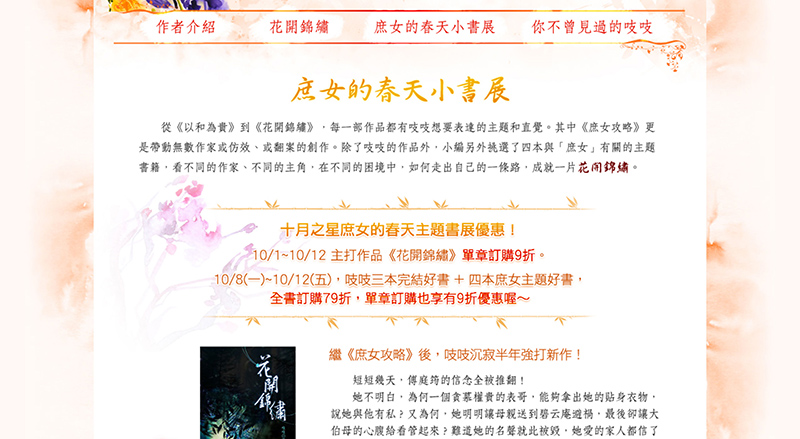 作者介紹 花開錦繡 庶女的春天小書展 你不曾見過的吱吱
庶女的春天小書展
從《以和為貴》到《花開錦繡》，每一部作品都有吱吱想要表達的主題和直覺。其中《庶女攻略》更
是帶動無數作家或仿效、或翻案的創作。除了吱吱的作品外，小編另外挑選了四本與「庶女」有關的主題
書籍，看不同的作家、不同的主角，在不同的困境中，如何走出自己的一條路，成就一片花開錦繡。
十月之星庶女的春天主題書展優惠！
10/1~10/12 主打作品《花開錦繡》單章訂購9折。
10/8(一)~10/12(五)，吱吱三本完結好書 ＋ 四本庶女主題好書，
全書訂購79折，單章訂購也享有9折優惠喔～
花開錦繡
繼《庶女攻略》後，吱吱沉寂半年強打新作！
短短幾天，傅庭筠的信念全被推翻！
她不明白，為何一個貪慕權貴的表哥，能夠拿出她的貼身衣物，
說她與他有私？又為何，她明明讓母親送到碧云庵避禍，最後卻讓大
伯母的心腹給看管起來？難道她的名聲就此被毀，她愛的家人都信了